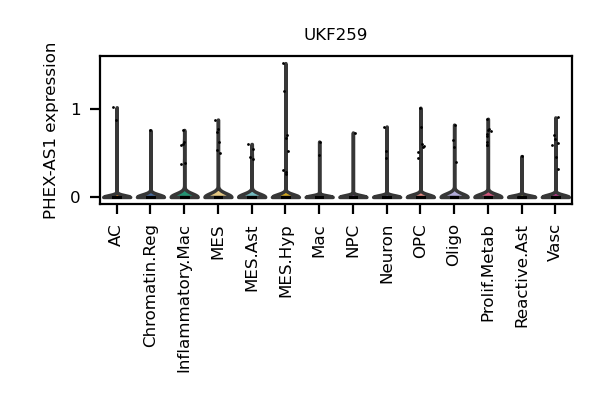 UKF259
PHEX-AS1 expression
1
0
AC
Chromatin.Reg
Inflammatory.Mac
MES
MES.Ast
MES.Hyp
Mac
NPC
Neuron
OPC
Oligo
Prolif.Metab
Reactive.Ast
Vasc